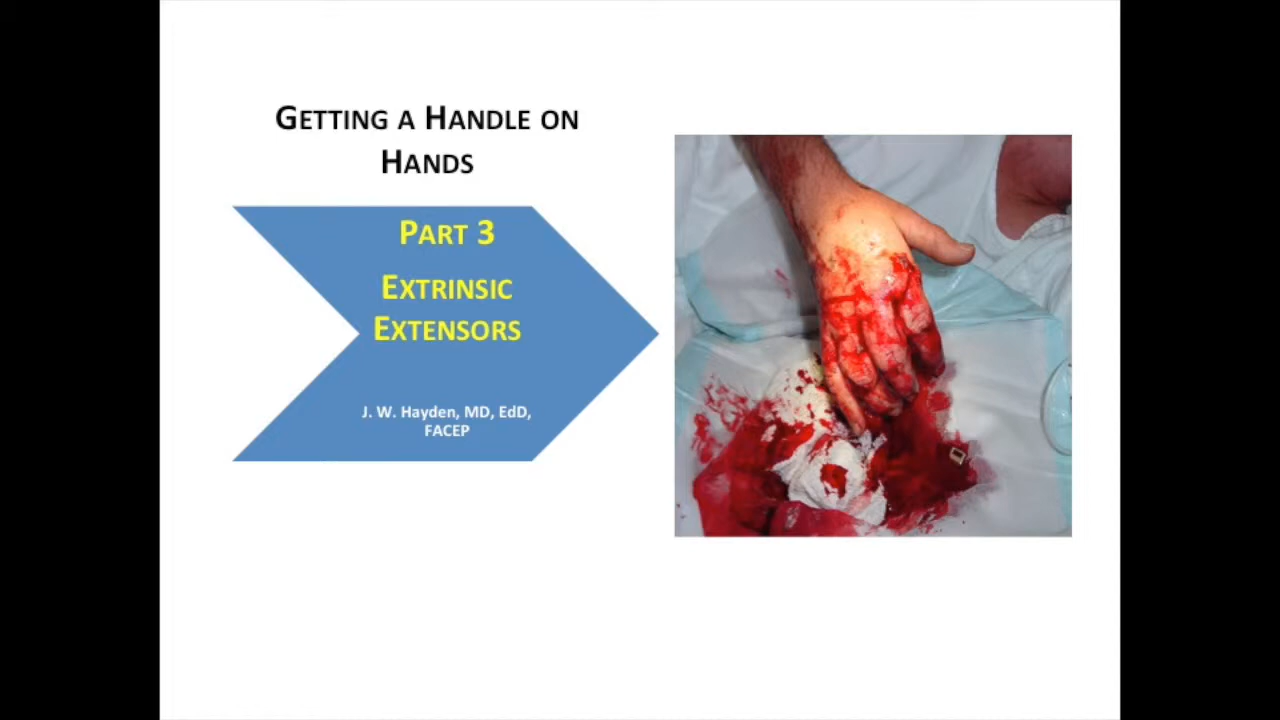 GETTING A HANDLE ON
HANDS
PART 3
EXTRINSIC
EXTENSORS
J. W. Hayden, MD, EdD,
FACEP